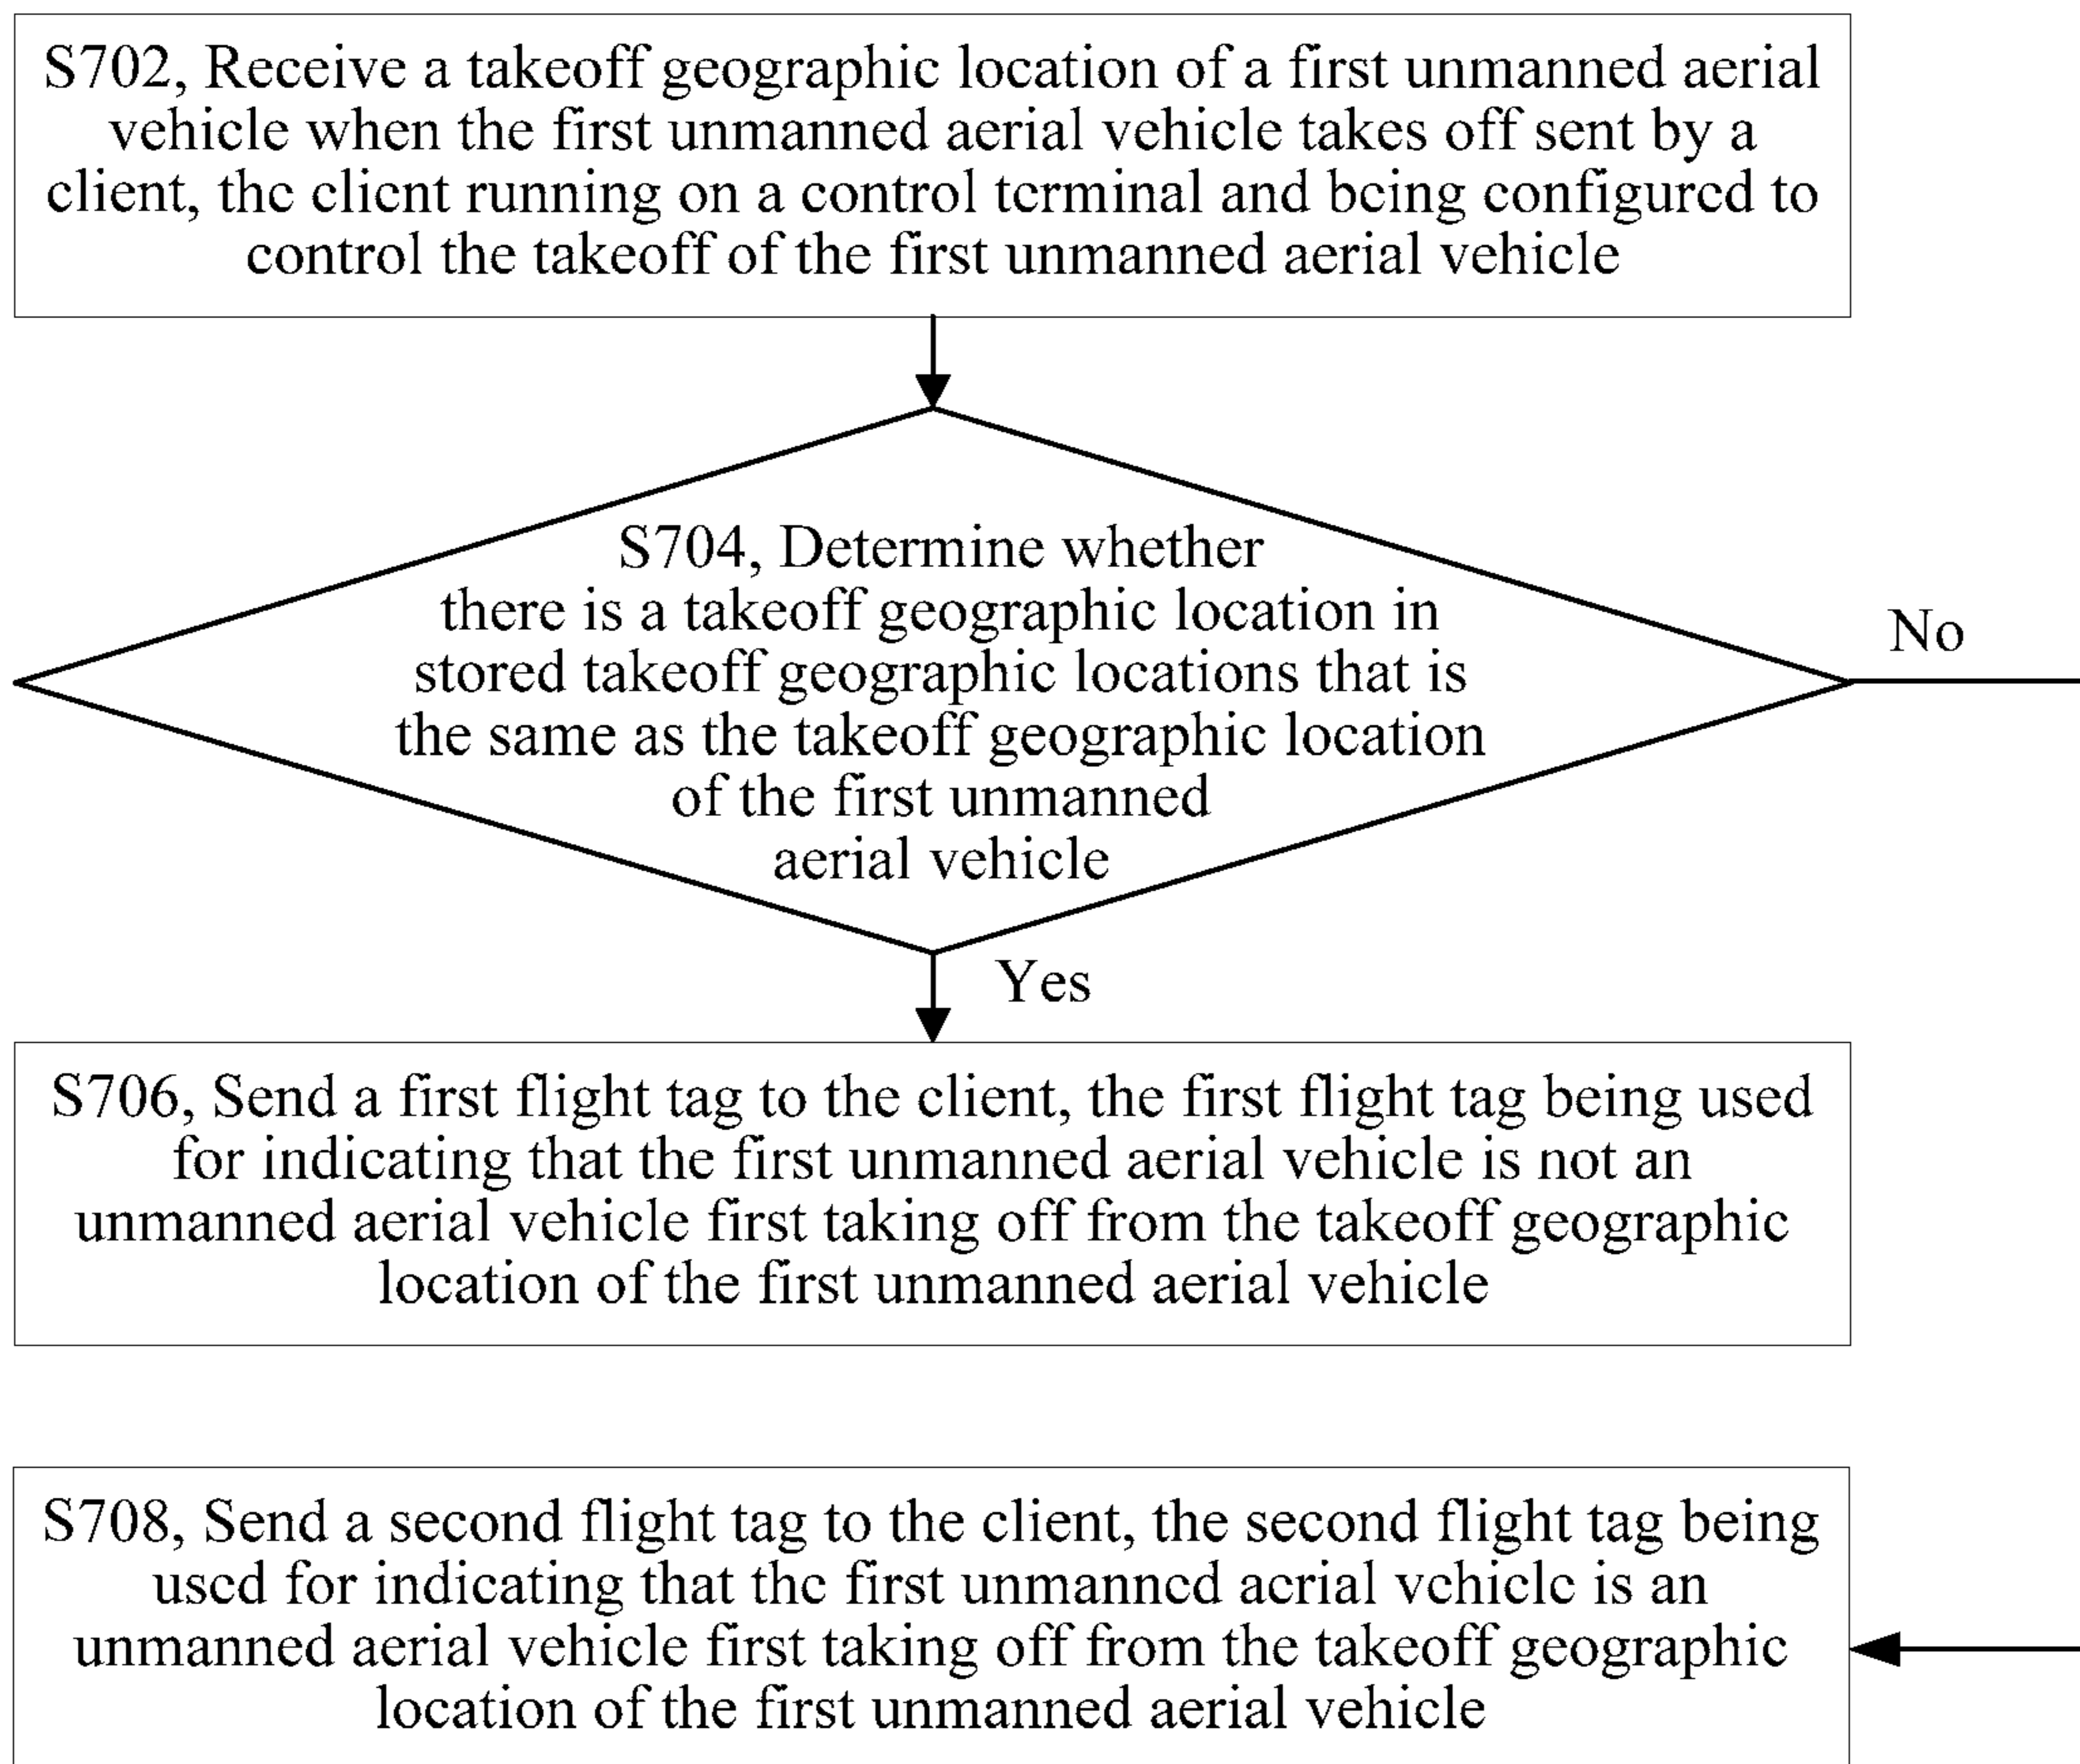 S702, Receive a takeoff geographic location of a first unmanned aerial
vehicle when the first unmanned aerial vehicle takes off sent by a
client, the client running on a control terminal and being configured to
control the takeoff of the first unmanned aerial vehicle
S704, Determine whether
there is a takeoff geographic location in
stored takeoff geographic locations that is
the same as the takeoff geographic location
of the first unmanned
aerial vehicle
No
Yes
S706, Send a first flight tag to the client, the first flight tag being used
for indicating that the first unmanned aerial vehicle is not an
unmanned aerial vehicle first taking off from the takeoff geographic
location of the first unmanned aerial vehicle
S708, Send a second flight tag to the client, the second flight tag being
used for indicating that the first unmanned aerial vehicle is an
unmanned aerial vehicle first taking off from the takeoff geographic
location of the first unmanned aerial vehicle